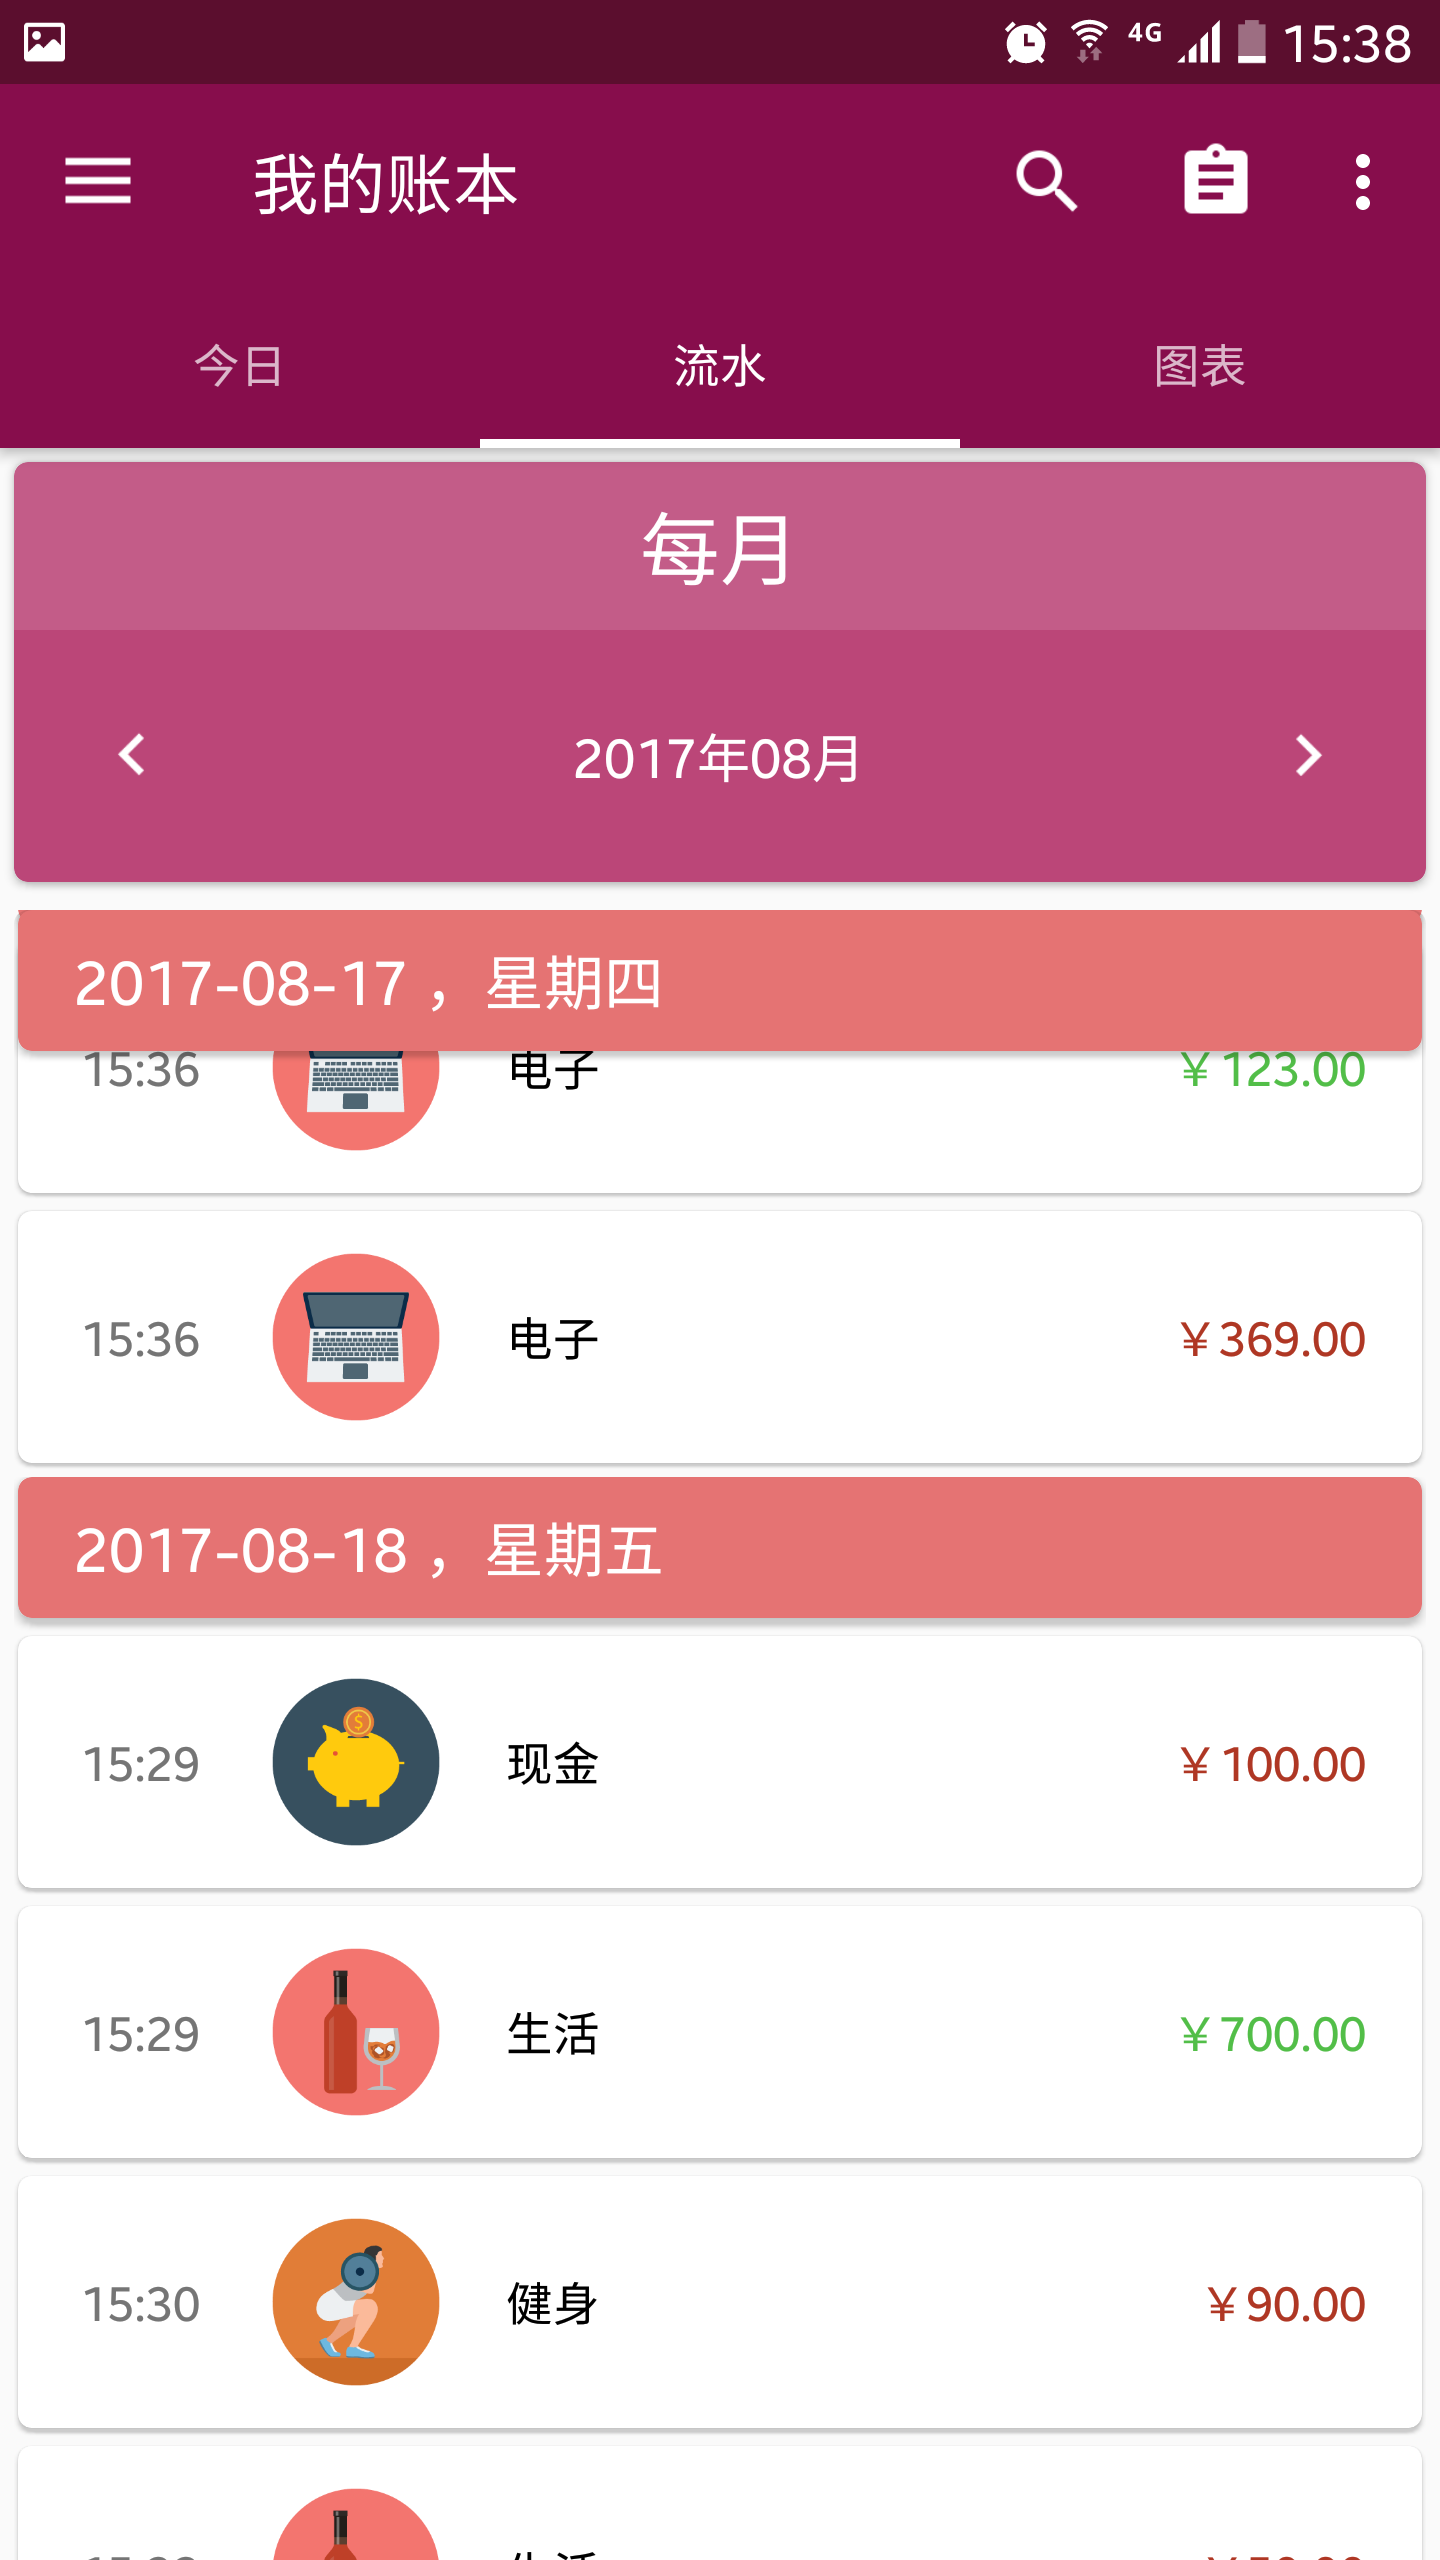 4G 15:38
我的账本
今日 流水 图表
每月
2017年08月
2017-08-17，星期四
15:36 电子 ¥ 123.00
15:36 电子 ¥ 369.00
2017-08-18，星期五
15:29 现金 ¥ 100.00
15:29 生活 ¥ 700.00
15:30 健身 ¥ 90.00
生活